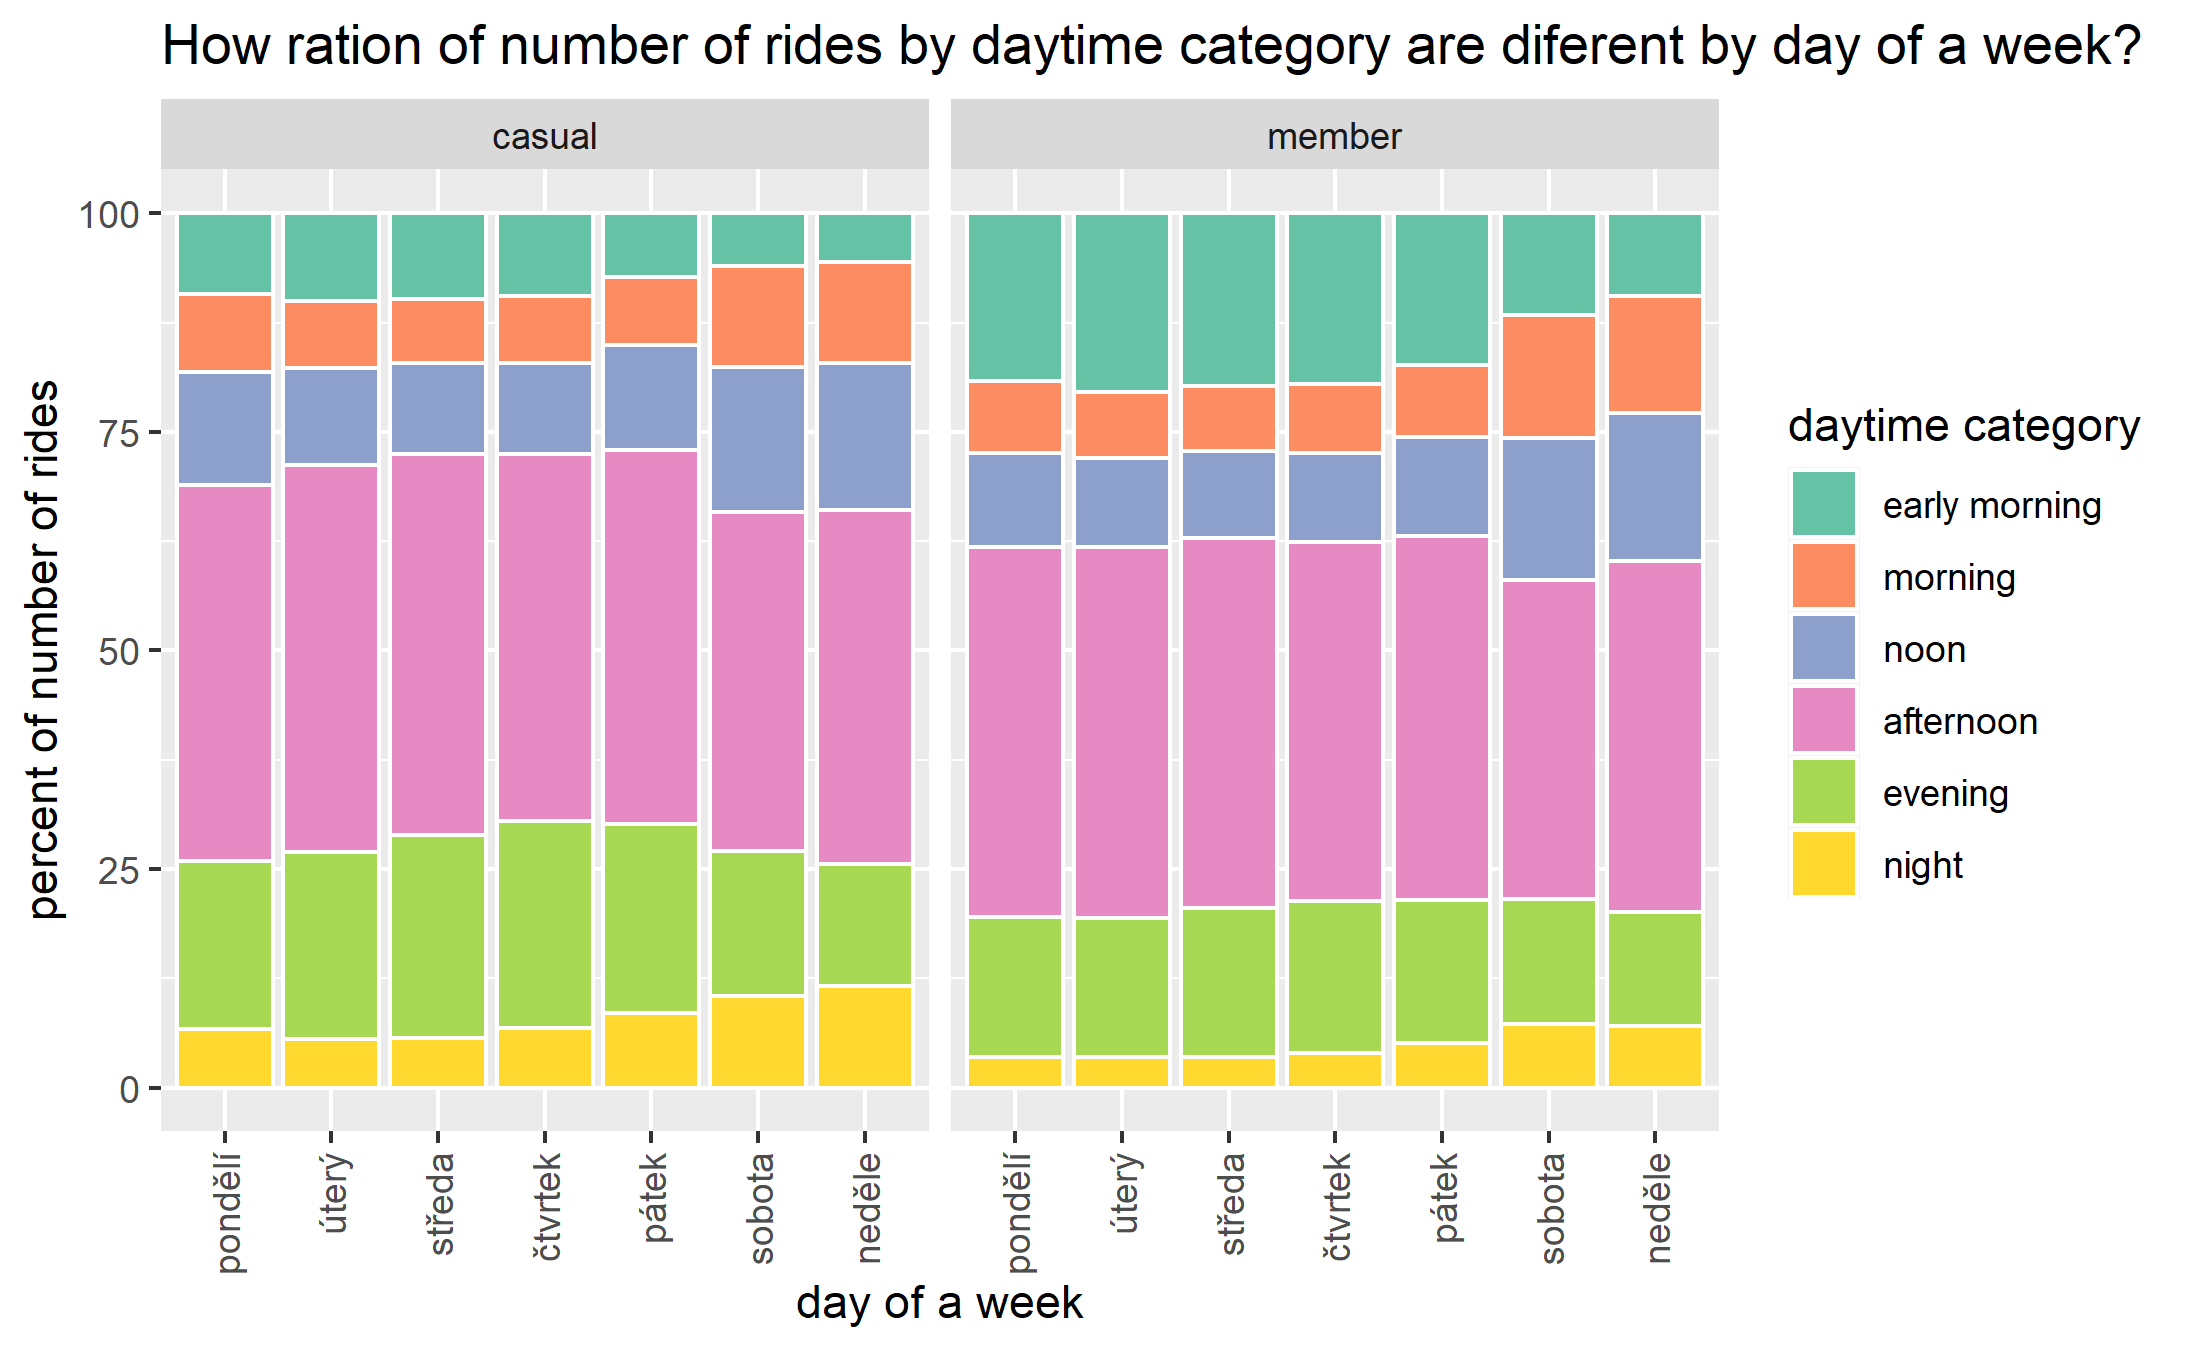 How ration of number of rides by daytime category are diferent by day of a week?
casual
member
percent of number of rides
100
75
50
25
0
pondělí
úterý
středa
čtvrtek
pátek
sobota
neděle
pondělí
úterý
středa
čtvrtek
pátek
sobota
neděle
day of a week
daytime category
early morning
morning
noon
afternoon
evening
night